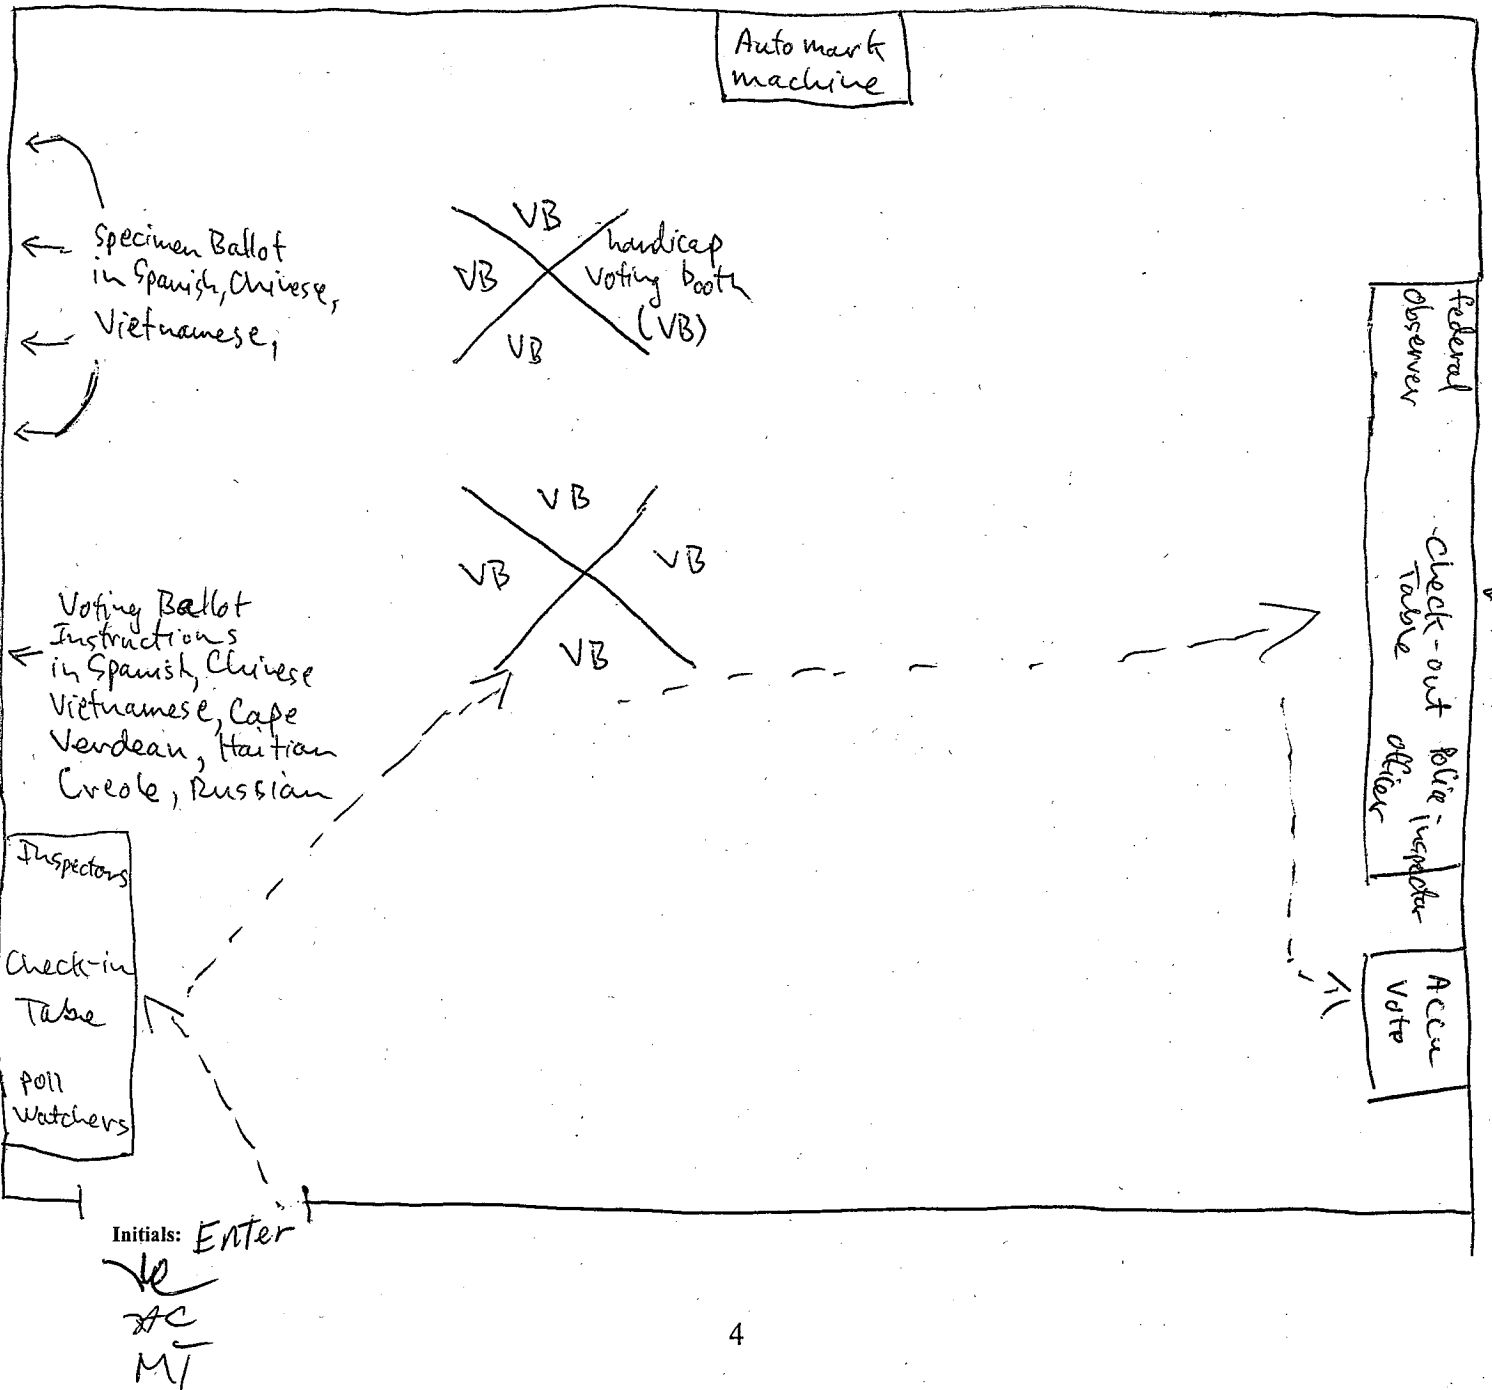 Automark
machine
Specimen Ballot
in Spanish, Chinese,
Vietnamese,
VB
VB
handicap
voting booth
(VB)
VB
federal
Observer
VB
VB
VB
VB
Check-out
Table
Voting Ballot
Instructions
in Spanish, Chinese
Vietnamese, Cape
Verdean, Haitian
Creole, Russian
Police
officer
inspector
Inspectors
Check-in
Table
Poll
Watchers
Accu
Vote
Initials: Enter
MT
4